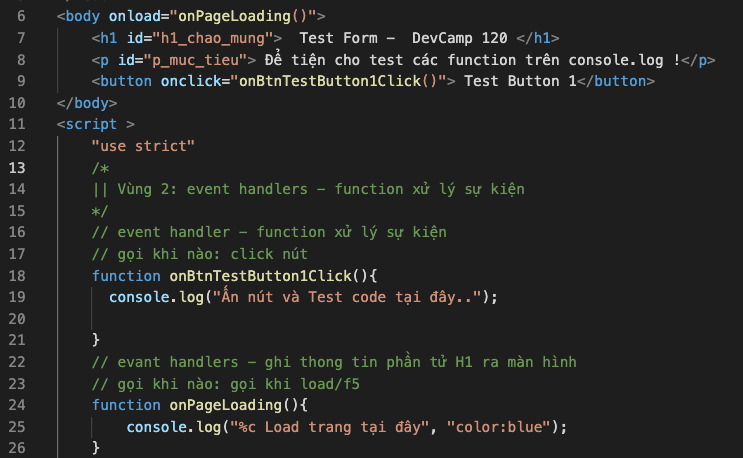 6 <body onload="onPageLoading()">
7 <h1 id="h1_chao_mung">  Test Form -  DevCamp 120 </h1>
8 <p id="p_muc_tieu"> Để tiện cho test các function trên console.log !</p>
9 <button onclick="onBtnTestButton1Click()"> Test Button 1</button>
10 </body>
11 <script >
12 "use strict"
13 /*
14 || Vùng 2: event handlers - function xử lý sự kiện
15 */
16 // event handler - function xử lý sự kiện
17 // gọi khi nào: click nút
18 function onBtnTestButton1Click(){
19 console.log("Ấn nút và Test code tại đây..");
20
21 }
22 // evant handlers - ghi thong tin phần tử H1 ra màn hình
23 // gọi khi nào: gọi khi load/f5
24 function onPageLoading(){
25 console.log("%c Load trang tại đây", "color:blue");
26 }